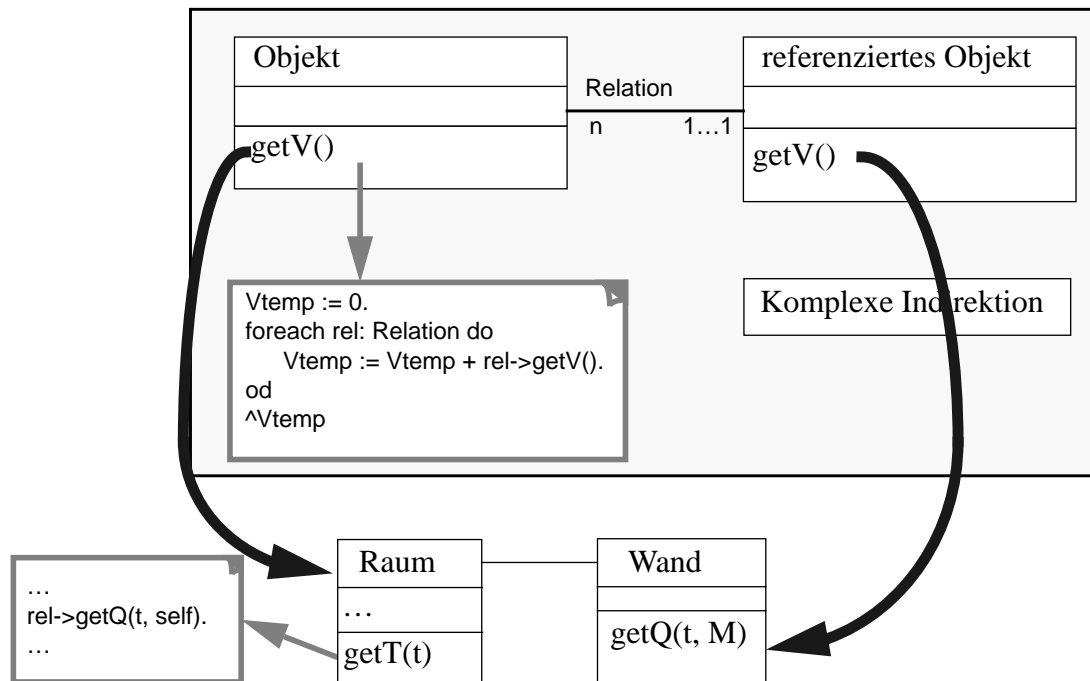 Objekt
referenziertes Objekt
Relation
n
1…1
getV()
getV()
Vtemp := 0.
foreach rel: Relation do
Vtemp := Vtemp + rel->getV().
od
^Vtemp
Komplexe Indirektion
Raum
Wand
…
getT(t)
getQ(t, M)
…
rel->getQ(t, self).
…